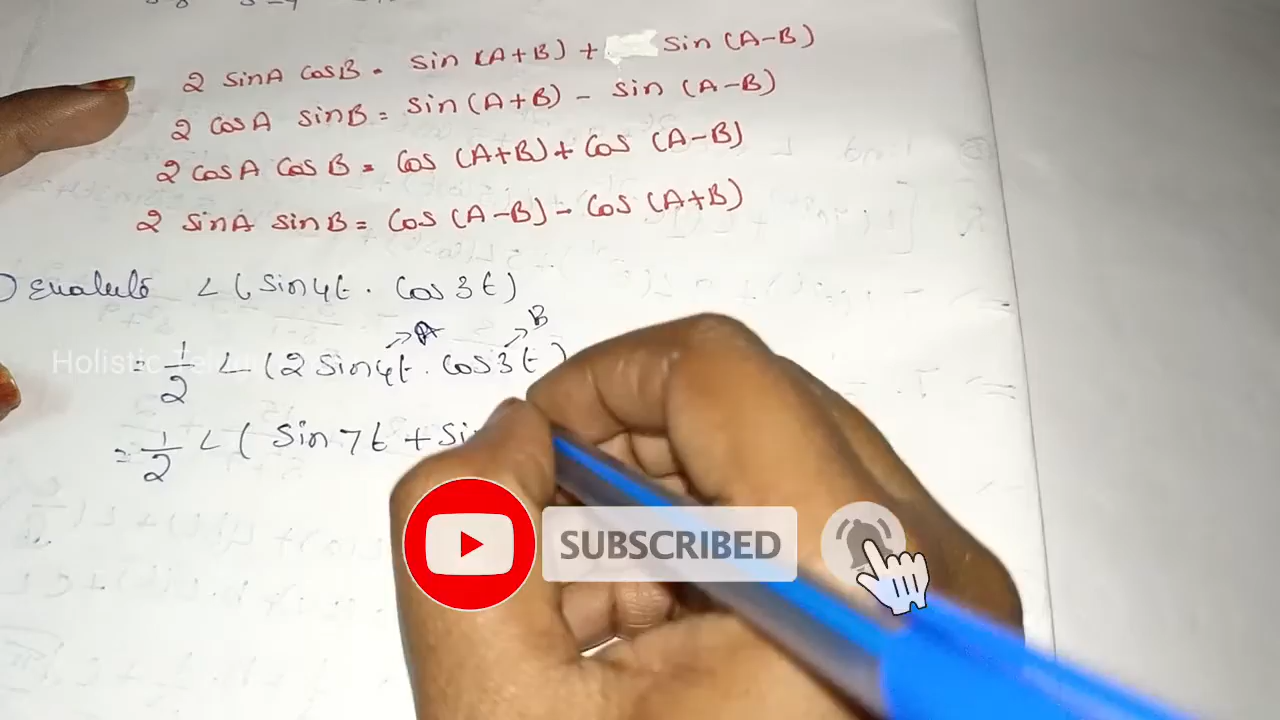 2 sinA cosB = sin (A+B) + sin (A-B)
2 cosA sinB = sin (A+B) - sin (A-B)
2 cosA cosB = cos (A+B) + cos (A-B)
2 sinA sinB = cos (A-B) - cos (A+B)
L (sin4t . cos3t)
→A →B
= 1/2 L (2 sin4t . cos3t)
Holistic
= 1/2 L ( sin7t + si
SUBSCRIBED